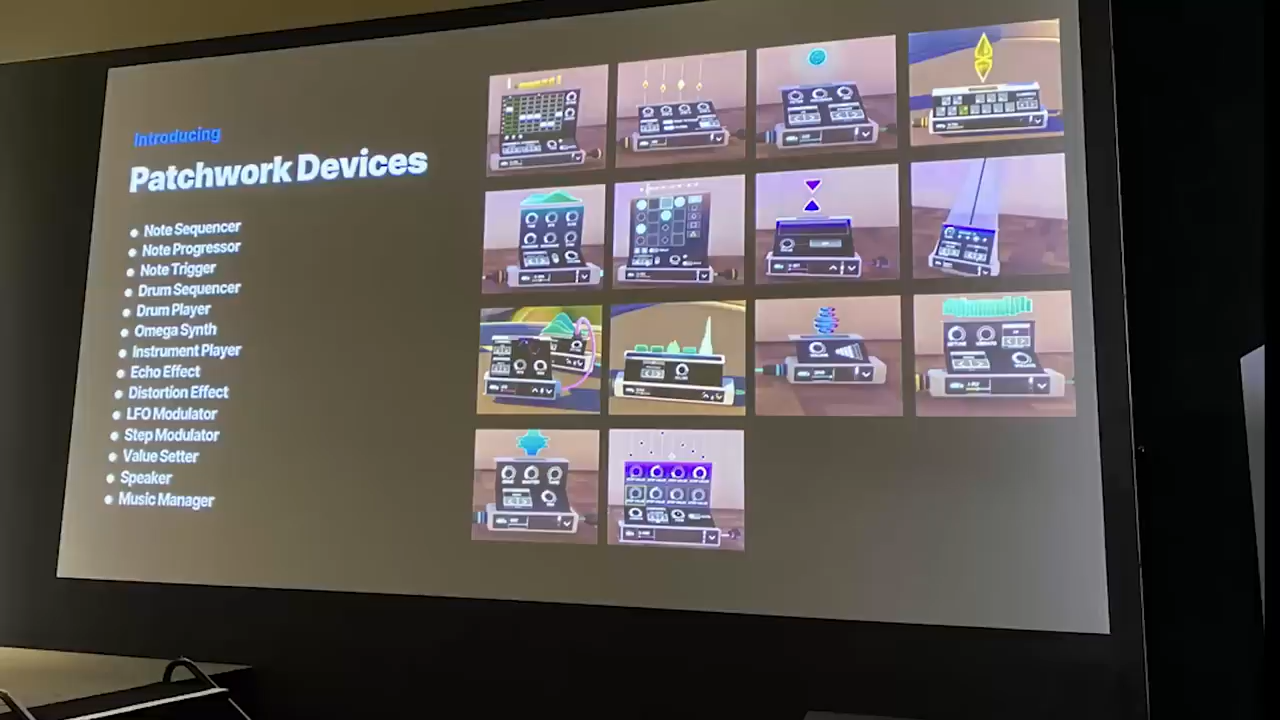 Introducing
Patchwork Devices
Note Sequencer
Note Progressor
Note Trigger
Drum Sequencer
Drum Player
Omega Synth
Instrument Player
Echo Effect
Distortion Effect
LFO Modulator
Step Modulator
Value Setter
Speaker
Music Manager